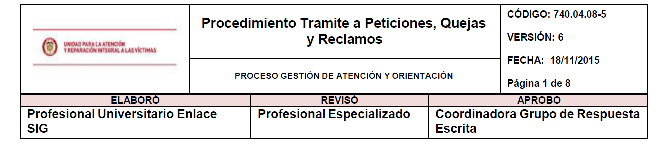 UNIDAD PARA LA ATENCIÓN
Y REPARACIÓN INTEGRAL A LAS VÍCTIMAS
Procedimiento Tramite a Peticiones, Quejas
y Reclamos
PROCESO GESTIÓN DE ATENCIÓN Y ORIENTACIÓN
CÓDIGO: 740.04.08-5
VERSIÓN: 6
FECHA: 18/11/2015
Página 1 de 8
ELABORÓ
REVISÓ
APROBÓ
Profesional Universitario Enlace
SIG
Profesional Especializado
Coordinadora Grupo de Respuesta
Escrita